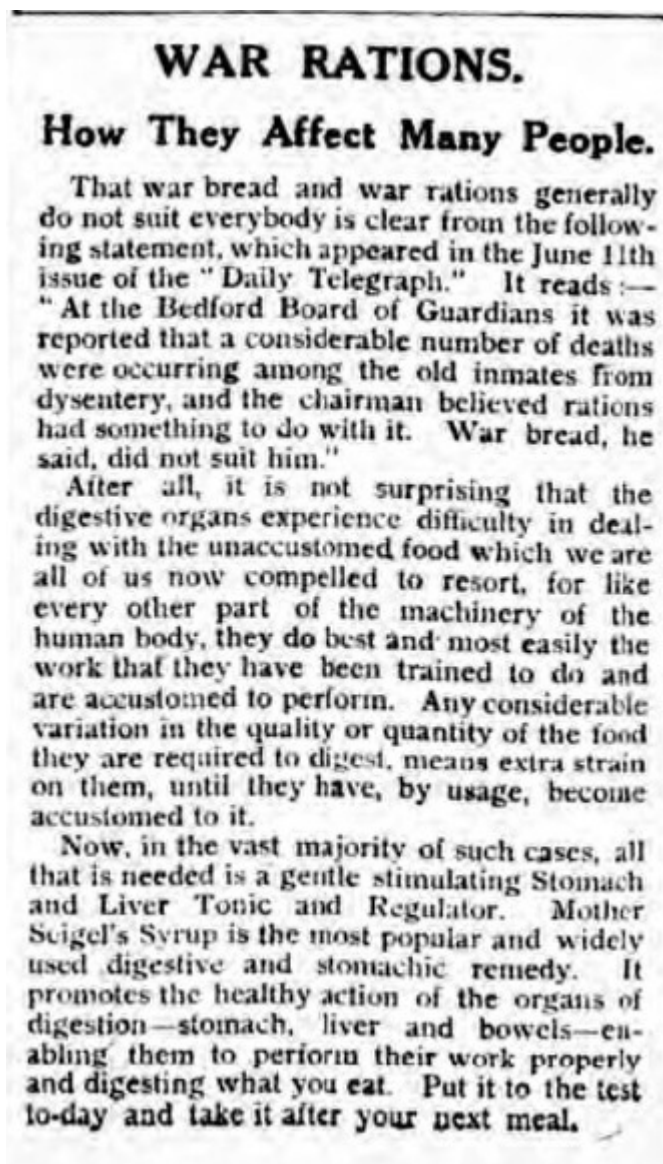 WAR RATIONS.
How They Affect Many People.
That war bread and war rations generally
do not suit everybody is clear from the follow-
ing statement, which appeared in the June 11th
issue of the "Daily Telegraph." It reads :—
"At the Bedford Board of Guardians it was
reported that a considerable number of deaths
were occurring among the old inmates from
dysentery, and the chairman believed rations
had something to do with it. War bread, he
said, did not suit him."
After all, it is not surprising that the
digestive organs experience difficulty in deal-
ing with the unaccustomed food which we are
all of us now compelled to resort, for like
every other part of the machinery of the
human body, they do best and most easily the
work that they have been trained to do and
are accustomed to perform. Any considerable
variation in the quality or quantity of the food
they are required to digest, means extra strain
on them, until they have, by usage, become
accustomed to it.
Now, in the vast majority of such cases, all
that is needed is a gentle stimulating Stomach
and Liver Tonic and Regulator. Mother
Seigel's Syrup is the most popular and widely
used digestive and stomachic remedy. It
promotes the healthy action of the organs of
digestion—stomach, liver and bowels—en-
abling them to perform their work properly
and digesting what you eat. Put it to the test
to-day and take it after your next meal.